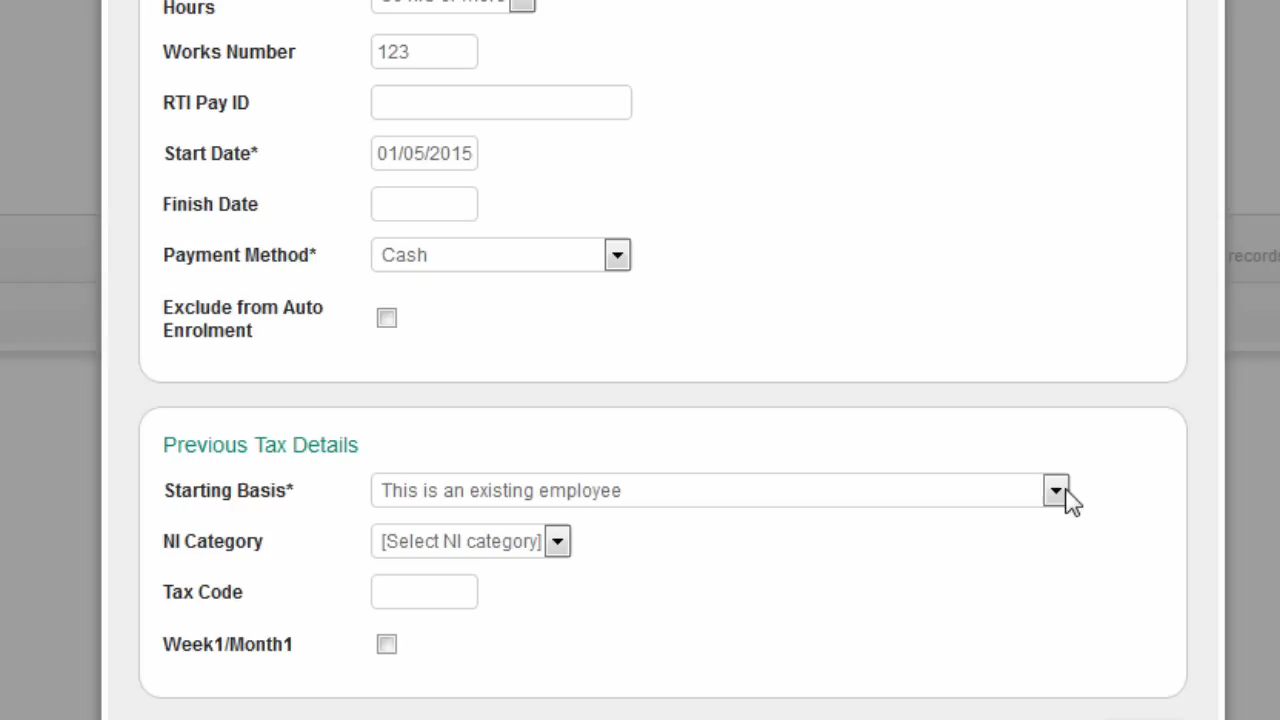 Hours
Works Number 123
RTI Pay ID
Start Date* 01/05/2015
Finish Date
Payment Method* Cash
records
Exclude from Auto
Enrolment
Previous Tax Details
Starting Basis* This is an existing employee
NI Category [Select NI category]
Tax Code
Week1/Month1